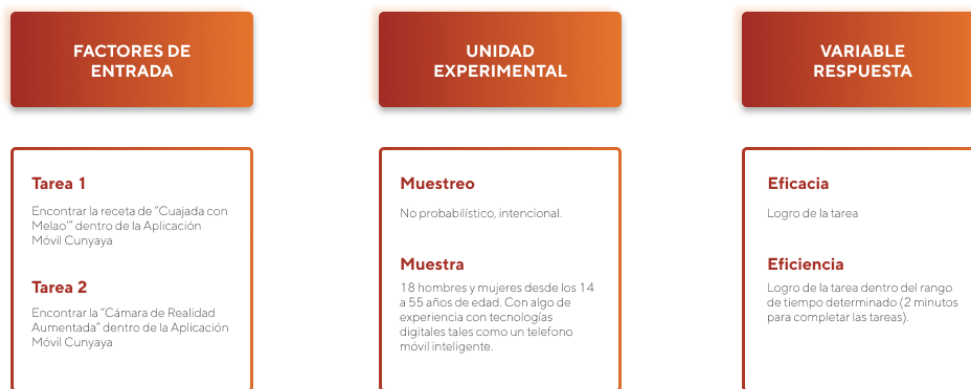 FACTORES DE
ENTRADA
Tarea 1
Encontrar la receta de "Cuajada con
Melao'" dentro de la Aplicación
Móvil Cunyaya
Tarea 2
Encontrar la "Cámara de Realidad
Aumentada" dentro de la Aplicación
Móvil Cunyaya
UNIDAD
EXPERIMENTAL
Muestreo
No probabilístico, intencional.
Muestra
18 hombres y mujeres desde los 14
a 55 años de edad. Con algo de
experiencia con tecnologías
digitales tales como un telefono
móvil inteligente.
VARIABLE
RESPUESTA
Eficacia
Logro de la tarea
Eficiencia
Logro de la tarea dentro del rango
de tiempo determinado (2 minutos
para completar las tareas).